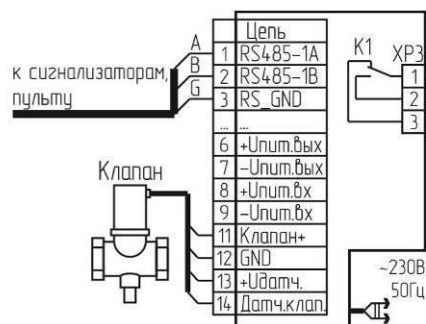 Цепь
A 1 RS485-1A
B 2 RS485-1B
G 3 RS_GND
... ...
6 +Uпит.вых
7 -Uпит.вых
8 +Uпит.вх
9 -Uпит.вх
11 Клапан+
12 GND
13 +Uдатч.
14 Датч.клап.
к сигнализаторам,
пульту
Клапан
K1 XP3
1
2
3
~230В
50Гц